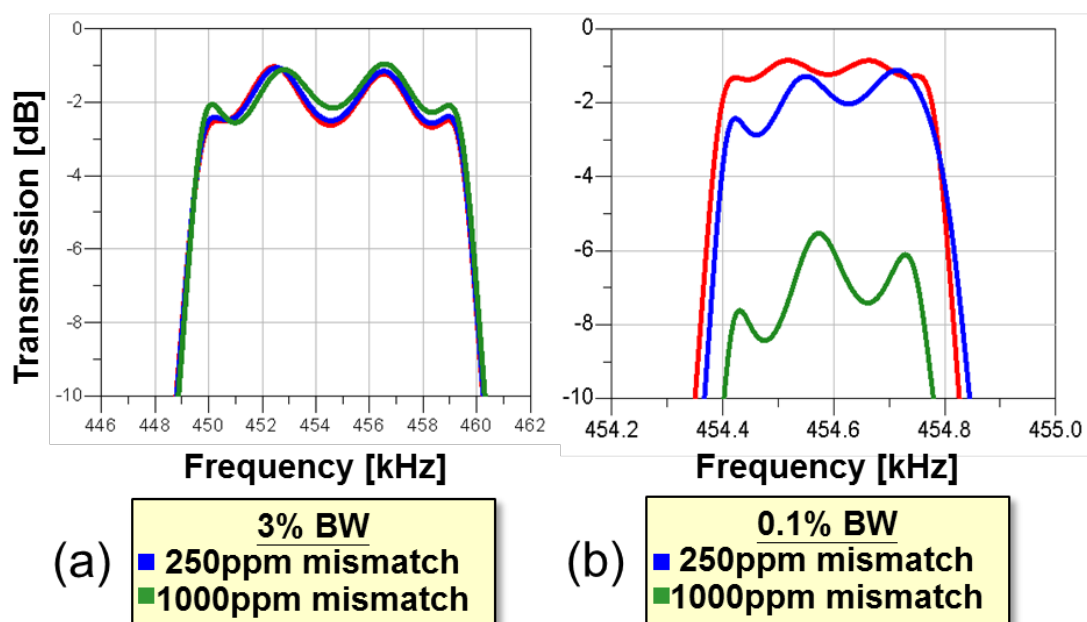 0
-2
-4
-6
-8
-10
446 448 450 452 454 456 458 460 462
Transmission [dB]
Frequency [kHz]
0
-2
-4
-6
-8
-10
454.2 454.4 454.6 454.8 455.0
Frequency [kHz]
(a)
3% BW
250ppm mismatch
1000ppm mismatch
(b)
0.1% BW
250ppm mismatch
1000ppm mismatch